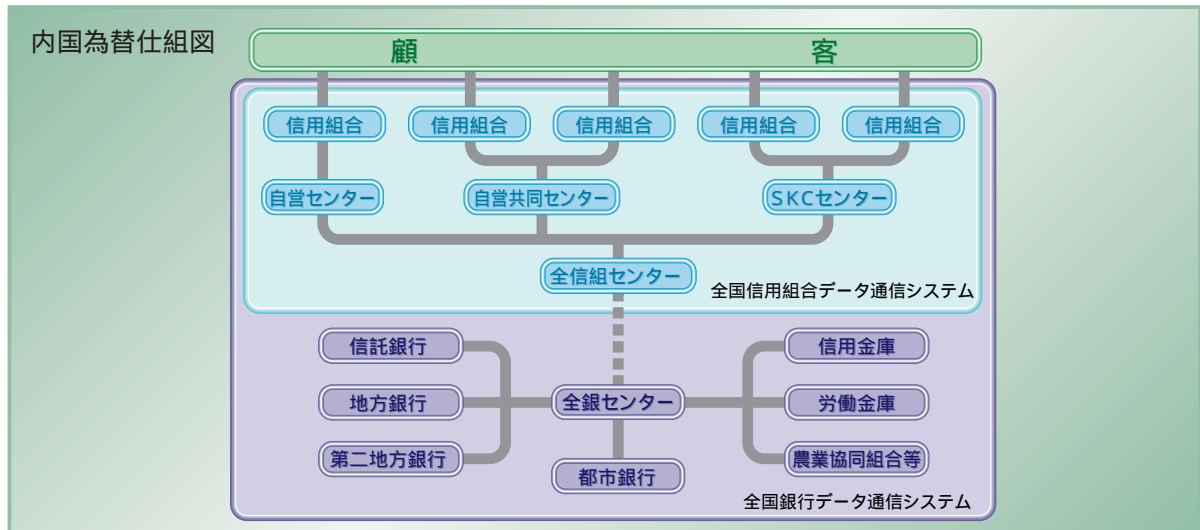 内国為替仕組図
顧 客
信用組合 信用組合 信用組合 信用組合 信用組合
自営センター 自営共同センター SKCセンター
全信組センター
全国信用組合データ通信システム
信託銀行 信用金庫
地方銀行 全銀センター 労働金庫
第二地方銀行 農業協同組合等
都市銀行
全国銀行データ通信システム